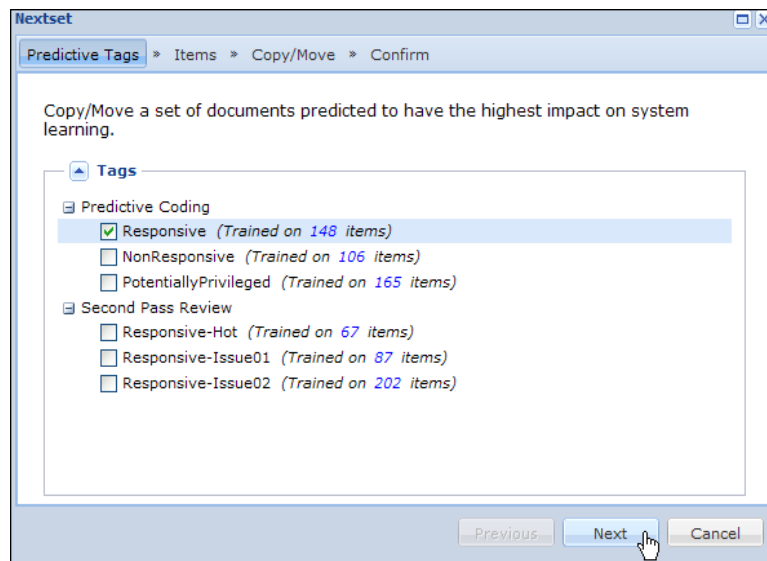 Nextset
Predictive Tags » Items » Copy/Move » Confirm
Copy/Move a set of documents predicted to have the highest impact on system
learning.
Tags
Predictive Coding
Responsive (Trained on 148 items)
NonResponsive (Trained on 106 items)
PotentiallyPrivileged (Trained on 165 items)
Second Pass Review
Responsive-Hot (Trained on 67 items)
Responsive-Issue01 (Trained on 87 items)
Responsive-Issue02 (Trained on 202 items)
Previous Next Cancel